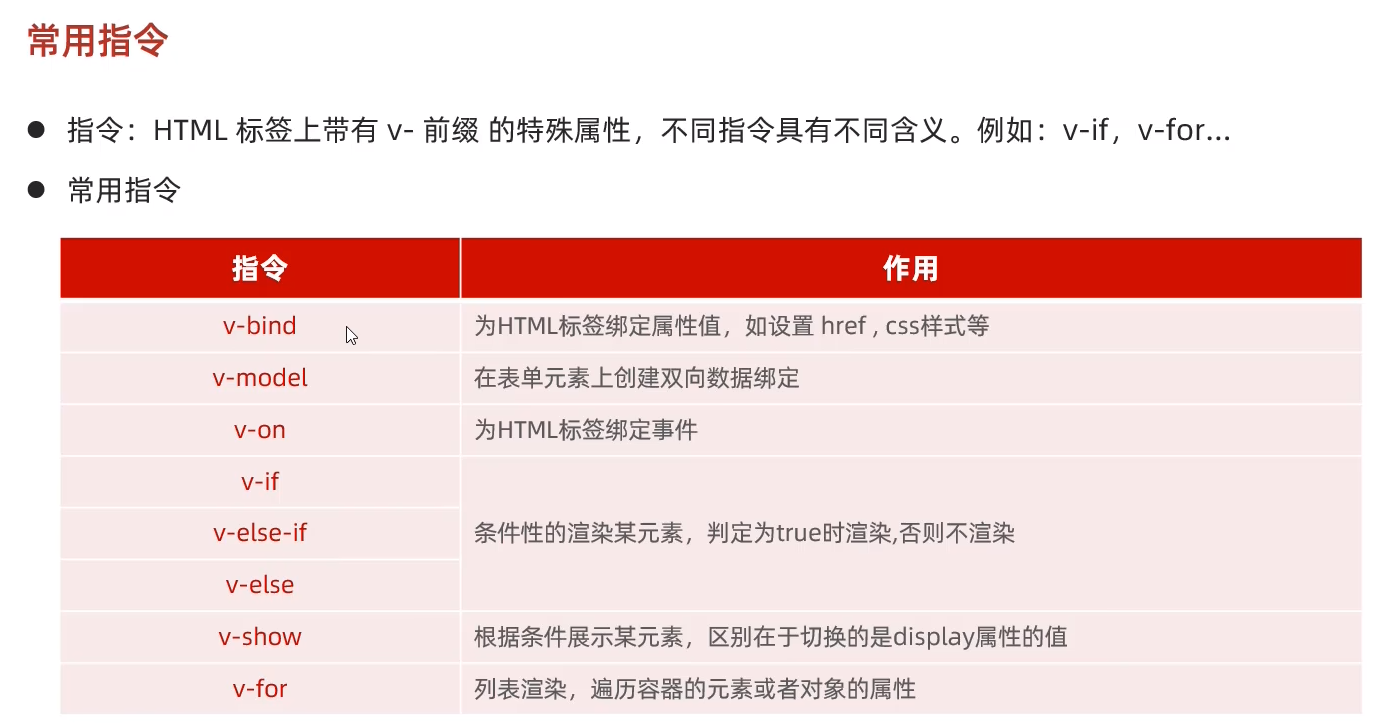 常用指令
指令：HTML 标签上带有 v- 前缀 的特殊属性，不同指令具有不同含义。例如：v-if，v-for...
常用指令
指令 作用
v-bind 为HTML标签绑定属性值，如设置 href , css样式等
v-model 在表单元素上创建双向数据绑定
v-on 为HTML标签绑定事件
v-if
v-else-if 条件性的渲染某元素，判定为true时渲染,否则不渲染
v-else
v-show 根据条件展示某元素，区别在于切换的是display属性的值
v-for 列表渲染，遍历容器的元素或者对象的属性